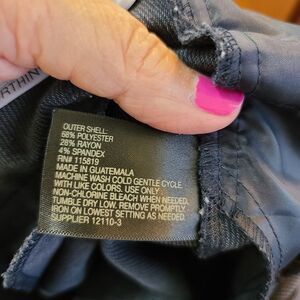 RTHIN
OUTER SHELL:
68% POLYESTER
28% RAYON
4% SPANDEX
RN# 115819
MADE IN GUATEMALA
MACHINE WASH COLD GENTLE CYCLE
WITH LIKE COLORS. USE ONLY
NON-CHLORINE BLEACH WHEN NEEDED.
TUMBLE DRY LOW. REMOVE PROMPTLY -
IRON ON LOWEST SETTING AS NEEDED.
SUPPLIER 12110-3